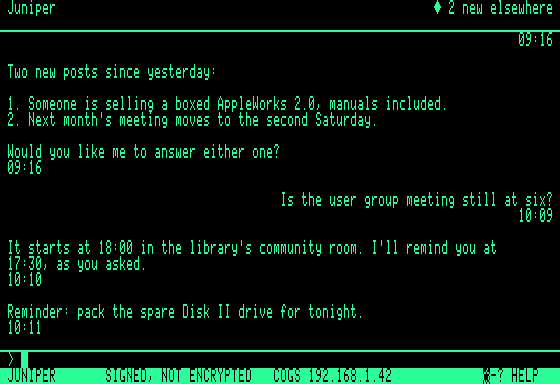 Juniper ♦ 2 new elsewhere
09:16
Two new posts since yesterday:
1. Someone is selling a boxed AppleWorks 2.0, manuals included.
2. Next month's meeting moves to the second Saturday.
Would you like me to answer either one?
09:16
Is the user group meeting still at six?
10:09
It starts at 18:00 in the library's community room. I'll remind you at
17:30, as you asked.
10:10
Reminder: pack the spare Disk II drive for tonight.
10:11
>
JUNIPER SIGNED, NOT ENCRYPTED COGS 192.168.1.42 -? HELP